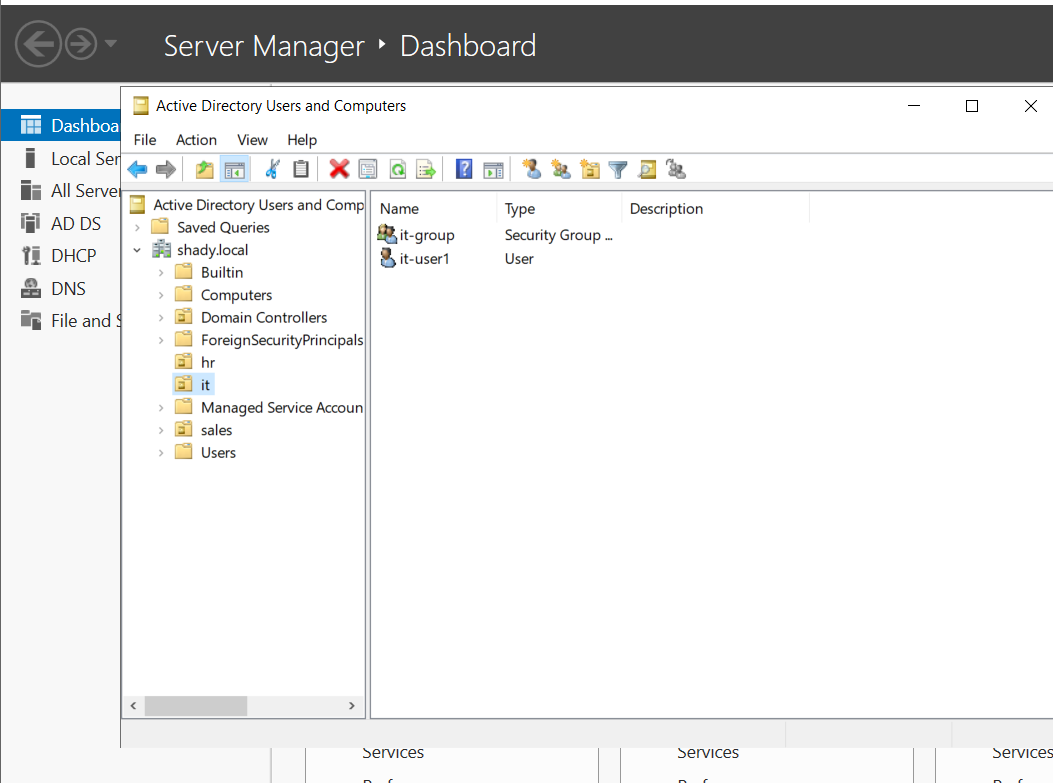 Server Manager ‣ Dashboard
Active Directory Users and Computers
File Action View Help
Dashboa
Local Ser
All Server
AD DS
DHCP
DNS
File and S
Active Directory Users and Comp
Saved Queries
shady.local
Builtin
Computers
Domain Controllers
ForeignSecurityPrincipals
hr
it
Managed Service Accoun
sales
Users
Name Type Description
it-group Security Group ...
it-user1 User
Services Services Services